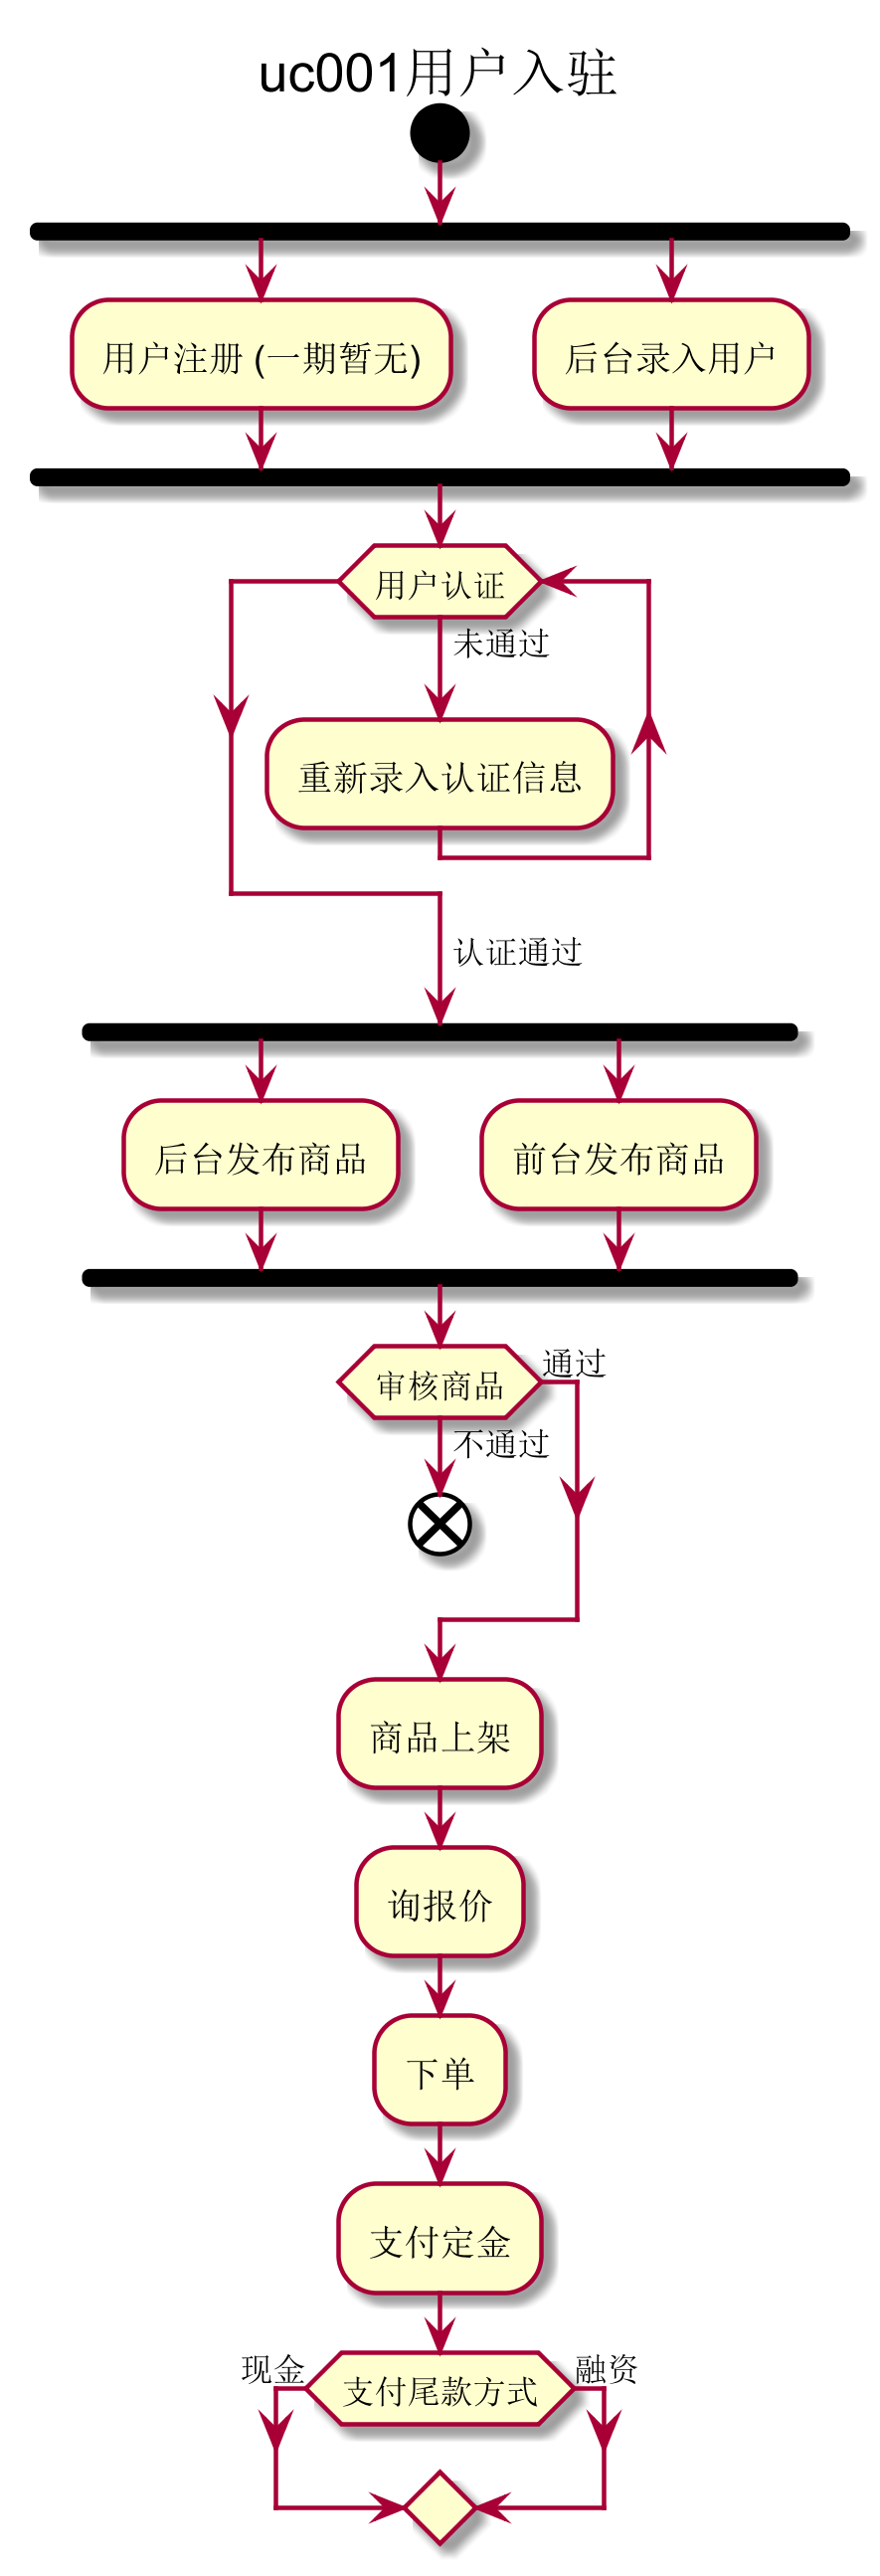 uc001用户入驻
用户注册 (一期暂无)
后台录入用户
用户认证
未通过
重新录入认证信息
认证通过
后台发布商品
前台发布商品
审核商品
通过
不通过
商品上架
询报价
下单
支付定金
现金
支付尾款方式
融资